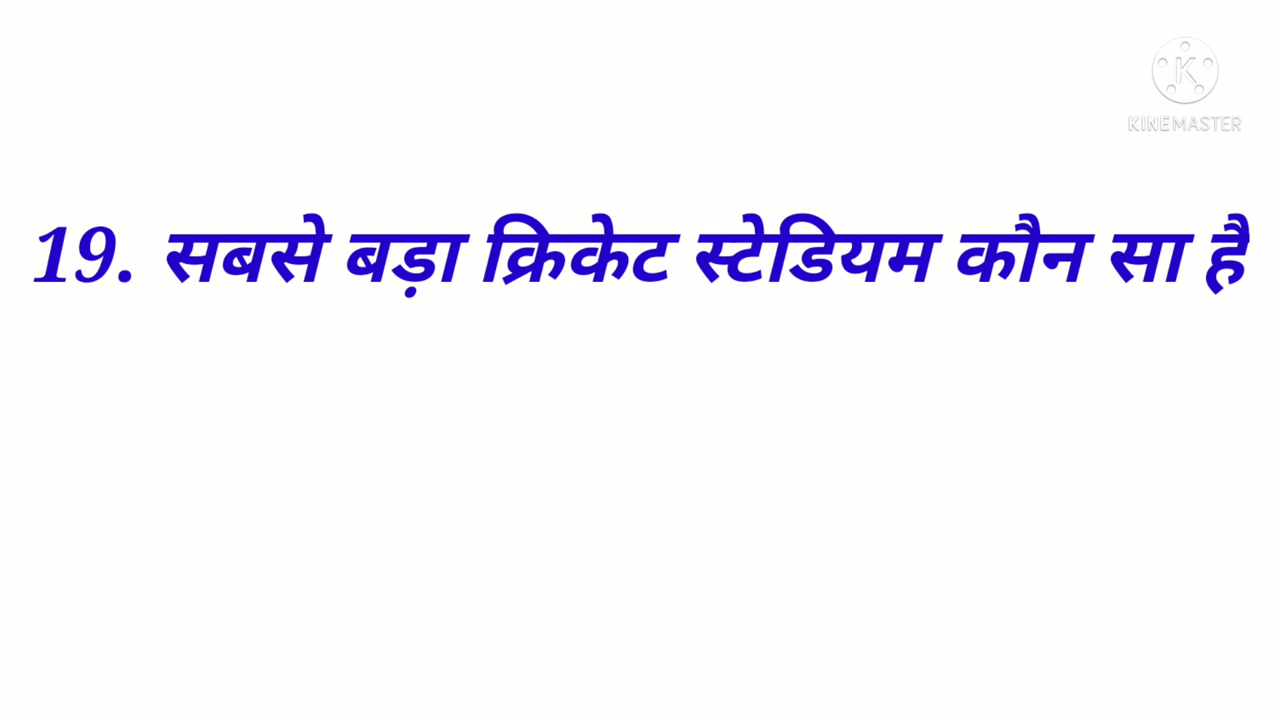 KINEMASTER
19. सबसे बड़ा क्रिकेट स्टेडियम कौन सा है